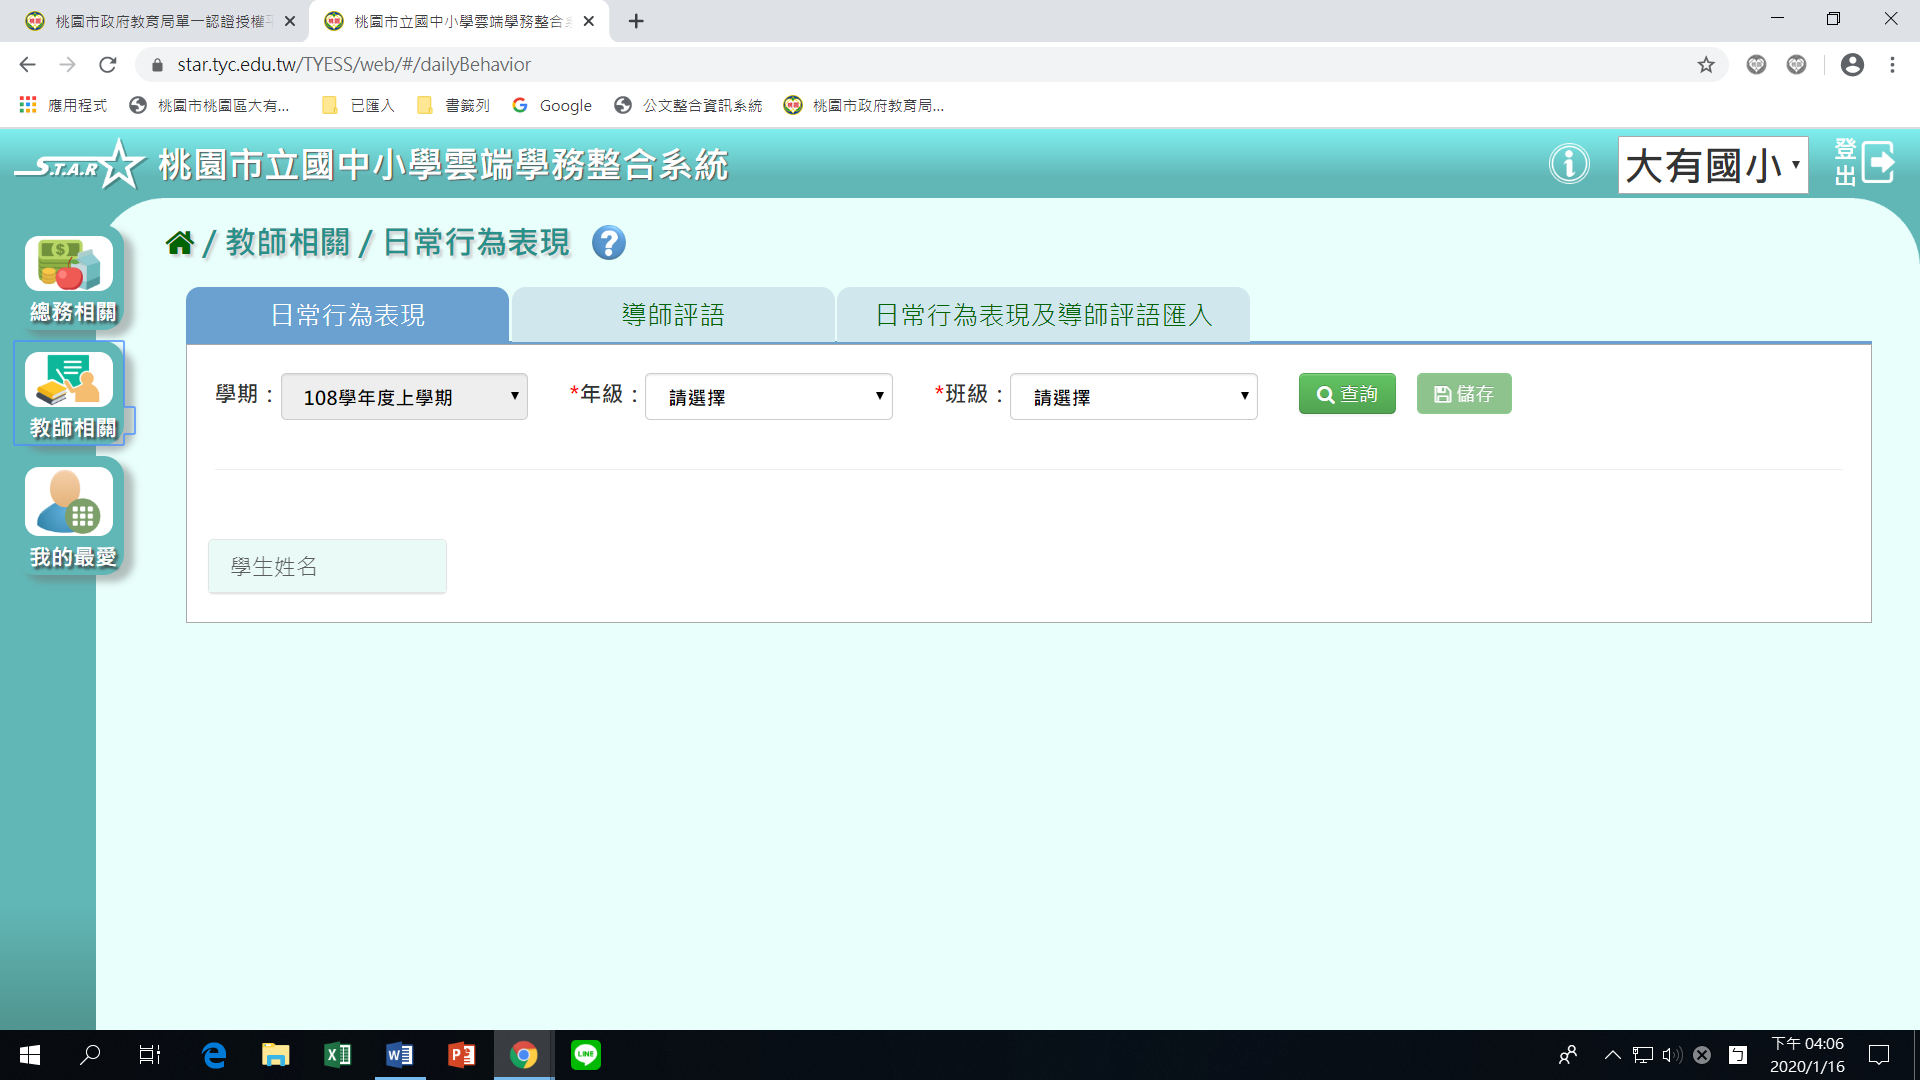 桃園市政府教育局單一認證授權平
桃園市立國中小學雲端學務整合系
star.tyc.edu.tw/TYESS/web/#/dailyBehavior
應用程式
桃園市桃園區大有...
已匯入
書籤列
Google
公文整合資訊系統
桃園市政府教育局...
S.T.A.R
桃園市立國中小學雲端學務整合系統
大有國小
登出
總務相關
教師相關
我的最愛
/ 教師相關 / 日常行為表現
日常行為表現
導師評語
日常行為表現及導師評語匯入
學期：
108學年度上學期
*年級：
請選擇
*班級：
請選擇
查詢
儲存
學生姓名
LINE
ㄅ
下午 04:06
2020/1/16